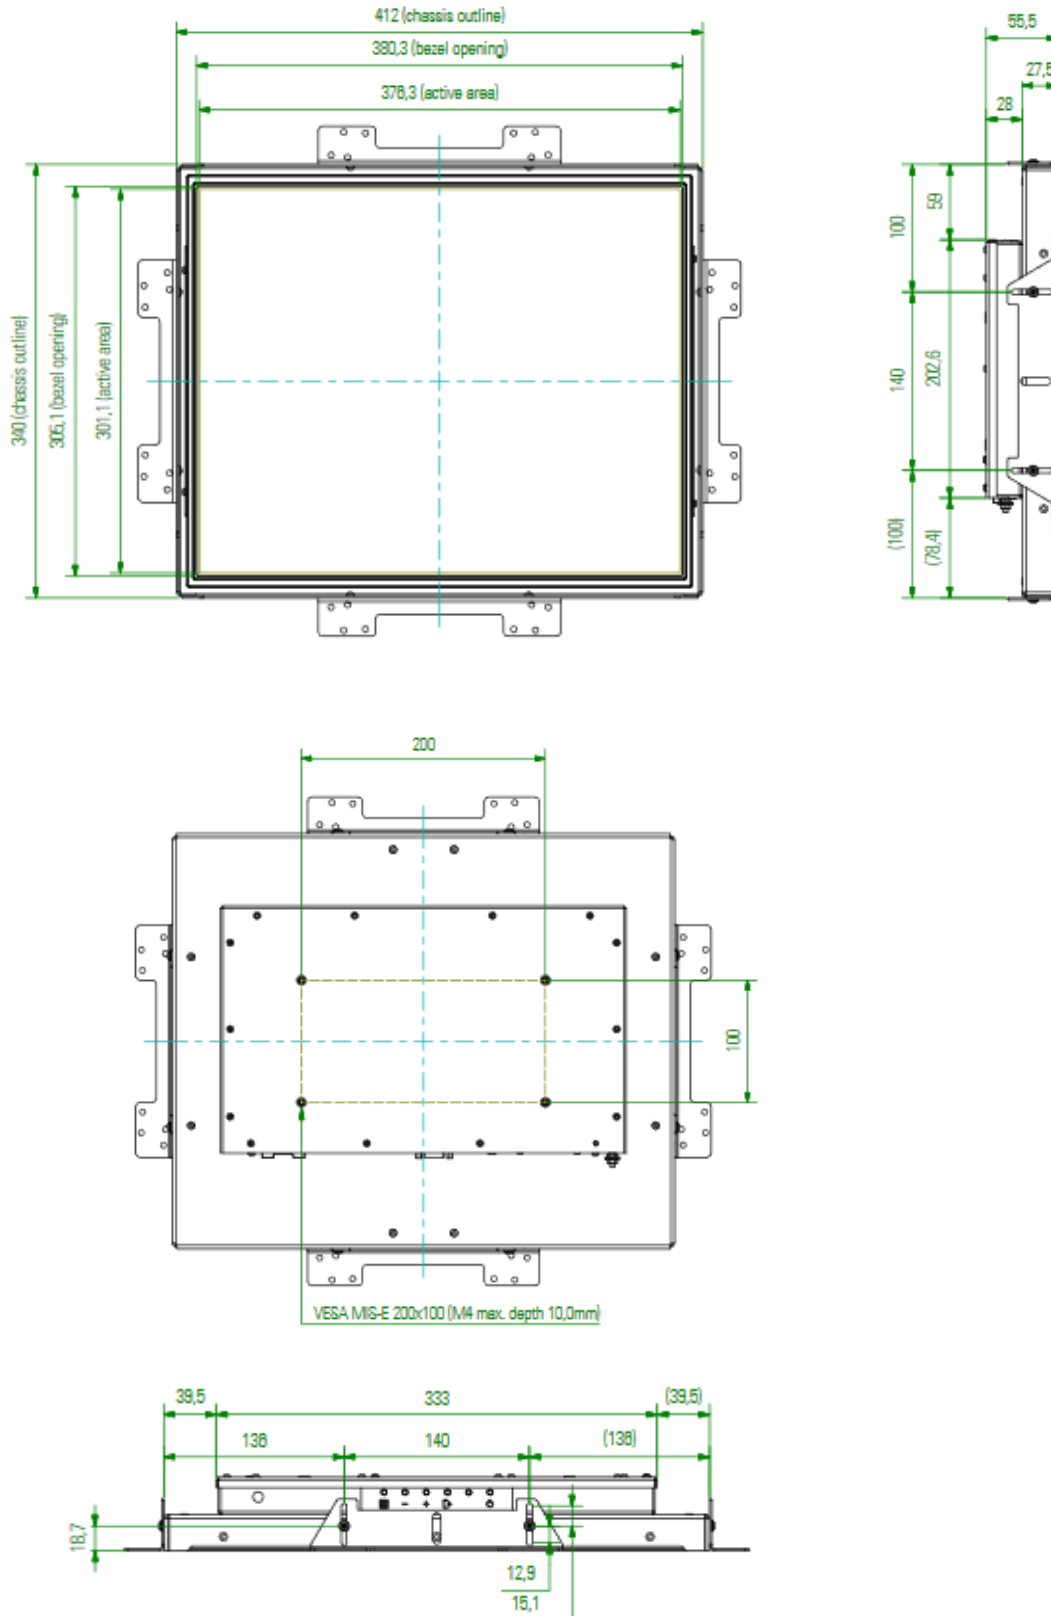 412 (chassis outline)
380,3 (bezel opening)
376,3 (active area)
340 (chassis outline)
305,1 (bezel opening)
301,1 (active area)
55,5
27,5
28
100
59
140
202,6
(100)
(78,4)
200
100
VESA MIS-E 200x100 (M4 max. depth 10,0mm)
39,5
333
(39,5)
136
140
(136)
18,7
12,9
15,1